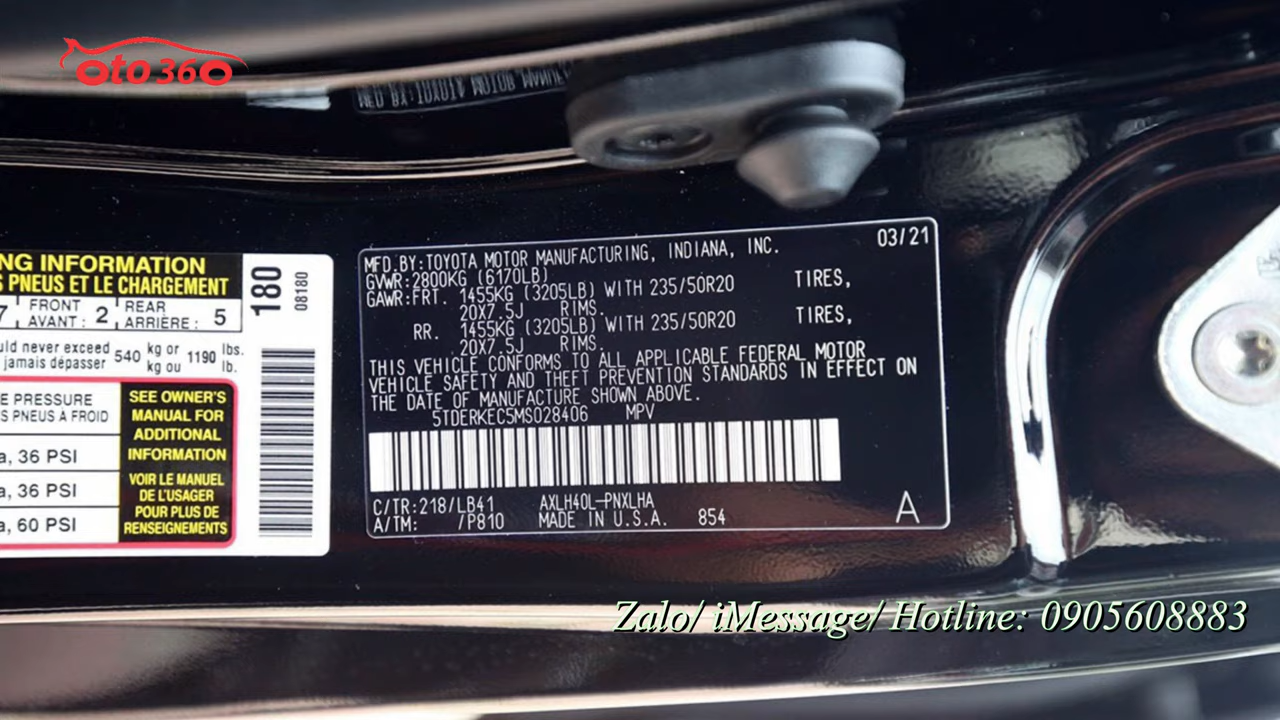 oto 360
NG INFORMATION
S PNEUS ET LE CHARGEMENT
7 FRONT AVANT : 2 REAR ARRIÈRE : 5
uld never exceed 540 kg or 1190 lbs.
jamais dépasser kg ou lb.
E PRESSURE
S PNEUS À FROID
a, 36 PSI
a, 36 PSI
a, 60 PSI
SEE OWNER'S
MANUAL FOR
ADDITIONAL
INFORMATION
VOIR LE MANUEL
DE L'USAGER
POUR PLUS DE
RENSEIGNEMENTS
180
08180
03/21
MFD.BY:TOYOTA MOTOR MANUFACTURING, INDIANA, INC.
GVWR:2800KG (6170LB)
GAWR:FRT. 1455KG (3205LB) WITH 235/50R20 TIRES,
20X7.5J RIMS.
RR. 1455KG (3205LB) WITH 235/50R20 TIRES,
20X7.5J RIMS.
THIS VEHICLE CONFORMS TO ALL APPLICABLE FEDERAL MOTOR
VEHICLE SAFETY AND THEFT PREVENTION STANDARDS IN EFFECT ON
THE DATE OF MANUFACTURE SHOWN ABOVE.
5TDERKEC5MS028406 MPV
C/TR:218/LB41 AXLH40L-PNXLHA
A/TM: /P810 MADE IN U.S.A. 854
A
Zalo/ iMessage/ Hotline: 0905608883